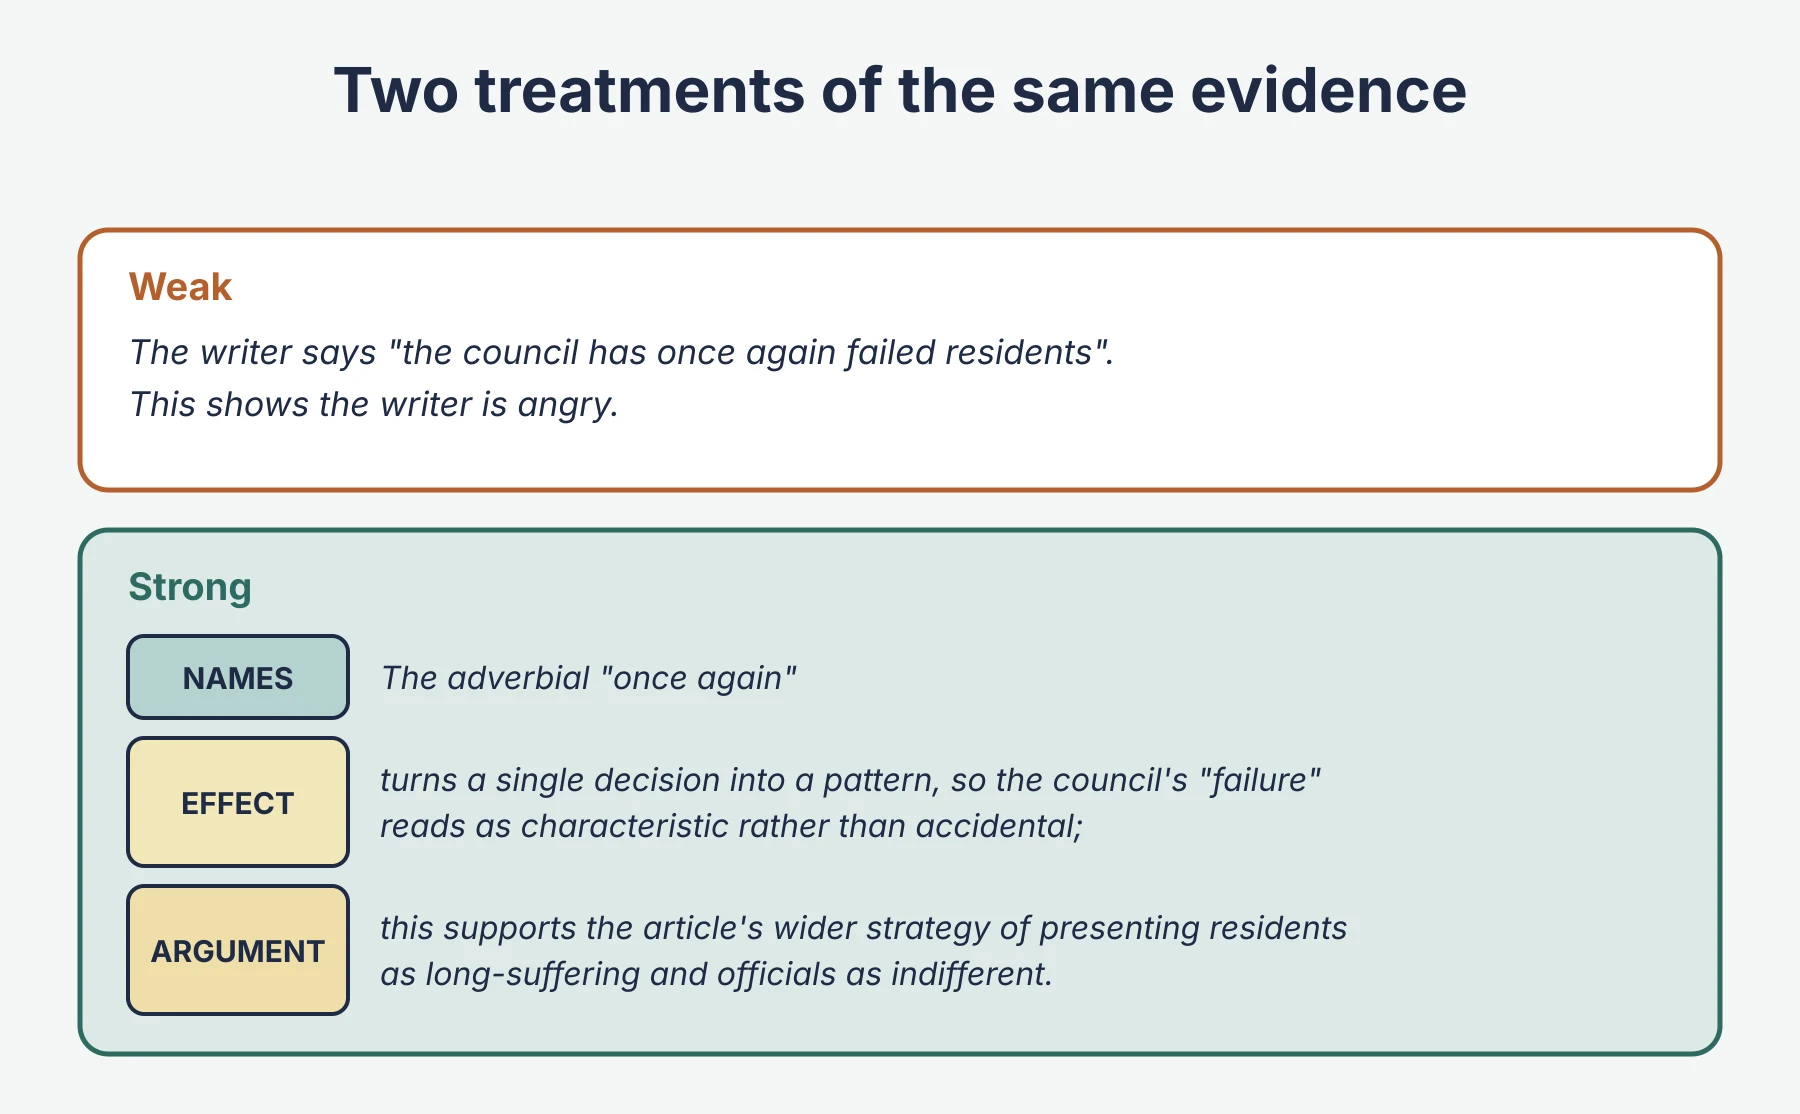 Two treatments of the same evidence
Weak
The writer says "the council has once again failed residents".
This shows the writer is angry.
Strong
NAMES
The adverbial "once again"
EFFECT
turns a single decision into a pattern, so the council's "failure"
reads as characteristic rather than accidental;
ARGUMENT
this supports the article's wider strategy of presenting residents
as long-suffering and officials as indifferent.